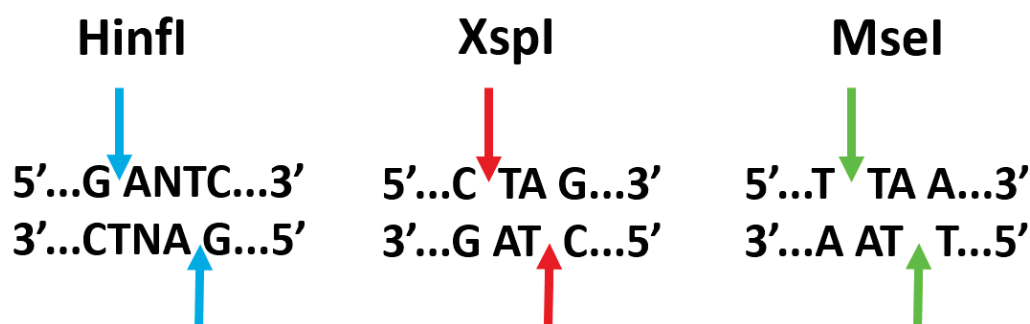 HinfI XspI MseI
5’...G ANTC...3’ 5’...C TA G...3’ 5’...T TA A...3’
3’...CTNA G...5’ 3’...G AT C...5’ 3’...A AT T...5’